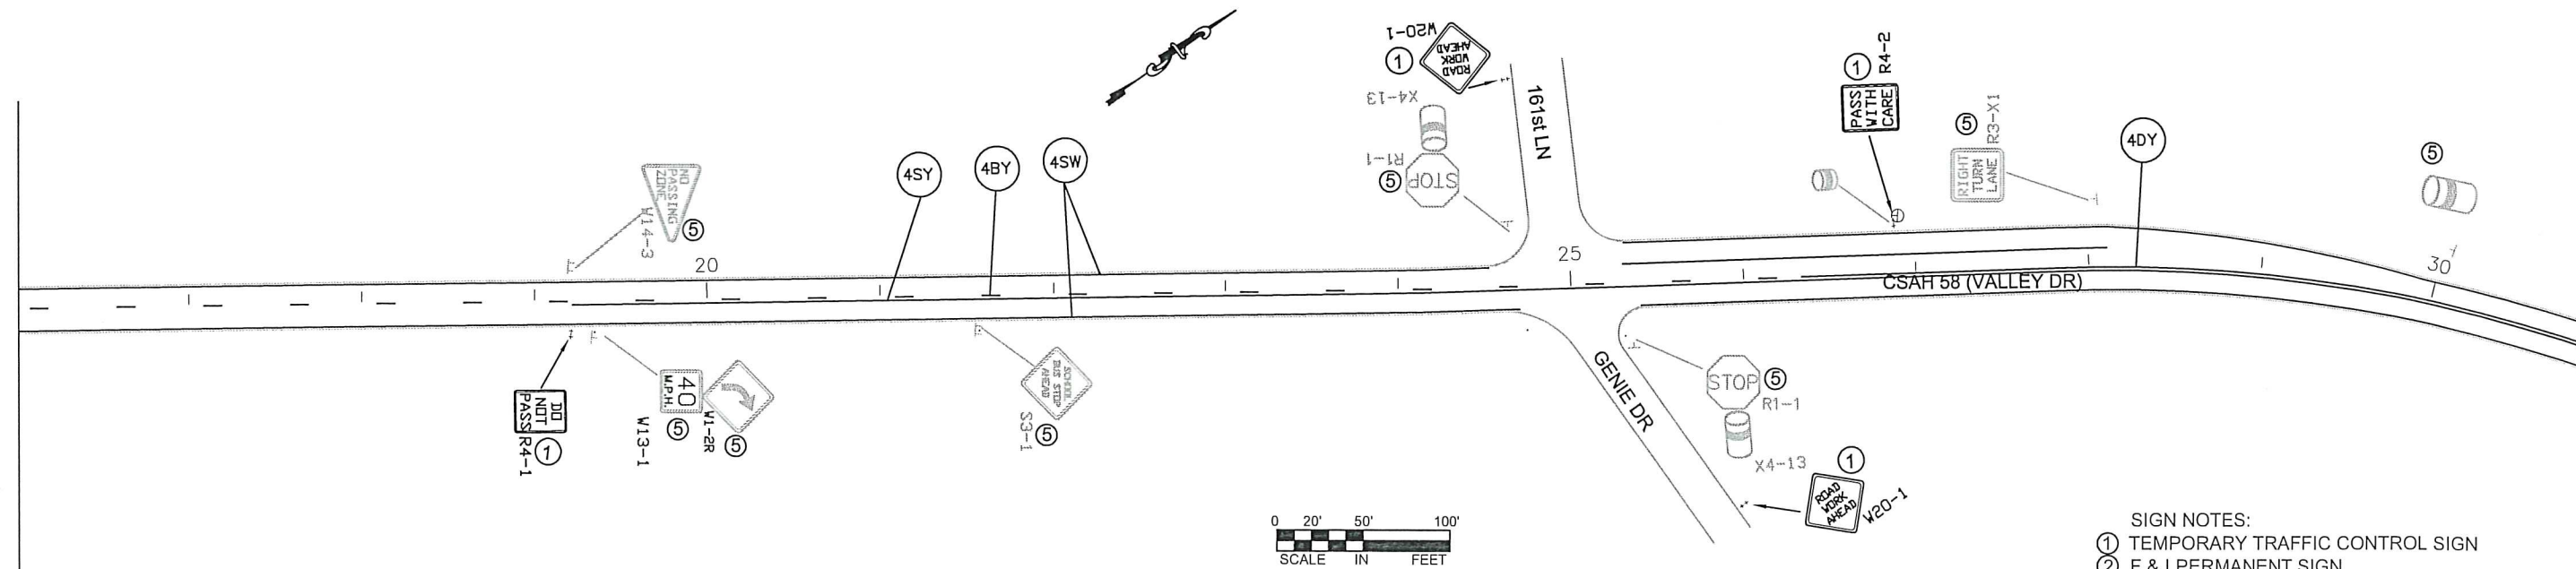 W20-1
ROAD
WORK
AHEAD
1
X4-13
R1-1
STOP
5
161st LN
1
R4-2
PASS
WITH
CARE
5
R3-X1
RIGHT
TURN
LANE
4DY
5
NO
PASSING
ZONE
W14-3
5
4SY
4BY
4SW
20
25
30
CSAH 58 (VALLEY DR)
DO
NOT
PASS
R4-1
1
40
M.P.H.
W13-1
5
W1-2R
5
SCHOOL
BUS STOP
AHEAD
S3-1
5
GENIE DR
STOP
5
R1-1
X4-13
1
ROAD
WORK
AHEAD
W20-1
0 20' 50' 100'
SCALE IN FEET
SIGN NOTES:
1 TEMPORARY TRAFFIC CONTROL SIGN
2 F & I PERMANENT SIGN